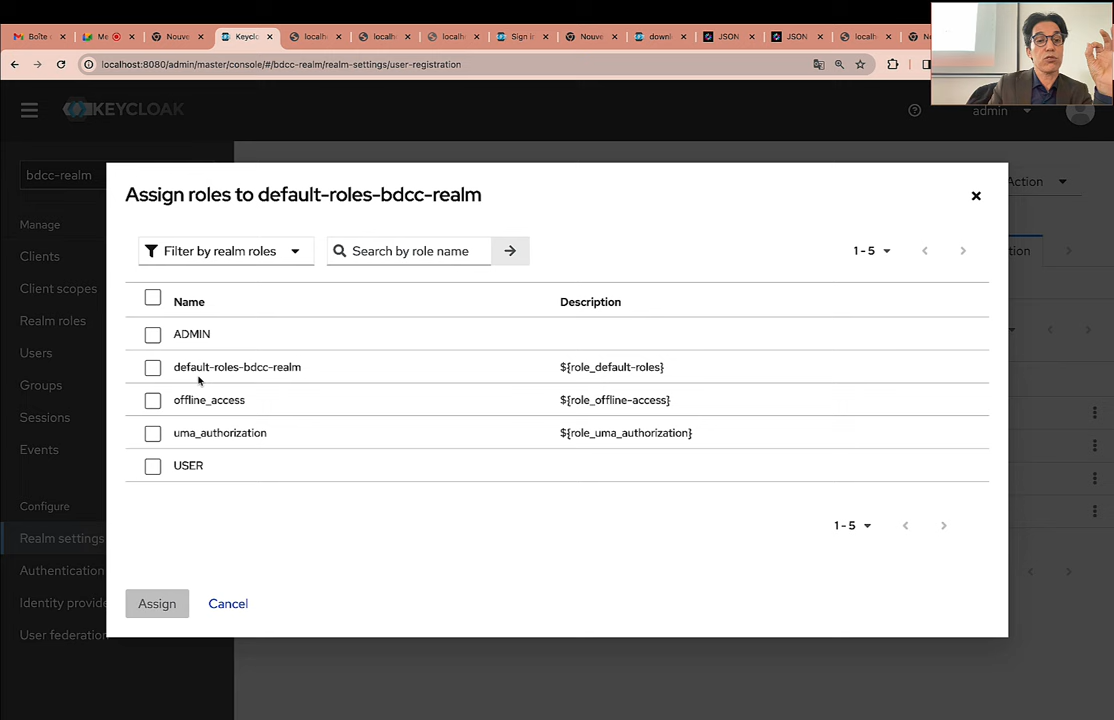 Boîte
Me
Nouve
Keyclo
localh
localh
localh
Sign i
Nouve
downl
JSON
JSON
localh
localhost:8080/admin/master/console/#/bdcc-realm/realm-settings/user-registration
KEYCLOAK
admin
bdcc-realm
Action
Manage
Clients
Client scopes
Realm roles
Users
Groups
Sessions
Events
Configure
Realm settings
Authentication
Identity provide
User federation
Assign roles to default-roles-bdcc-realm
Filter by realm roles
Search by role name
1-5
Name Description
ADMIN
default-roles-bdcc-realm ${role_default-roles}
offline_access ${role_offline-access}
uma_authorization ${role_uma_authorization}
USER
1-5
Assign Cancel